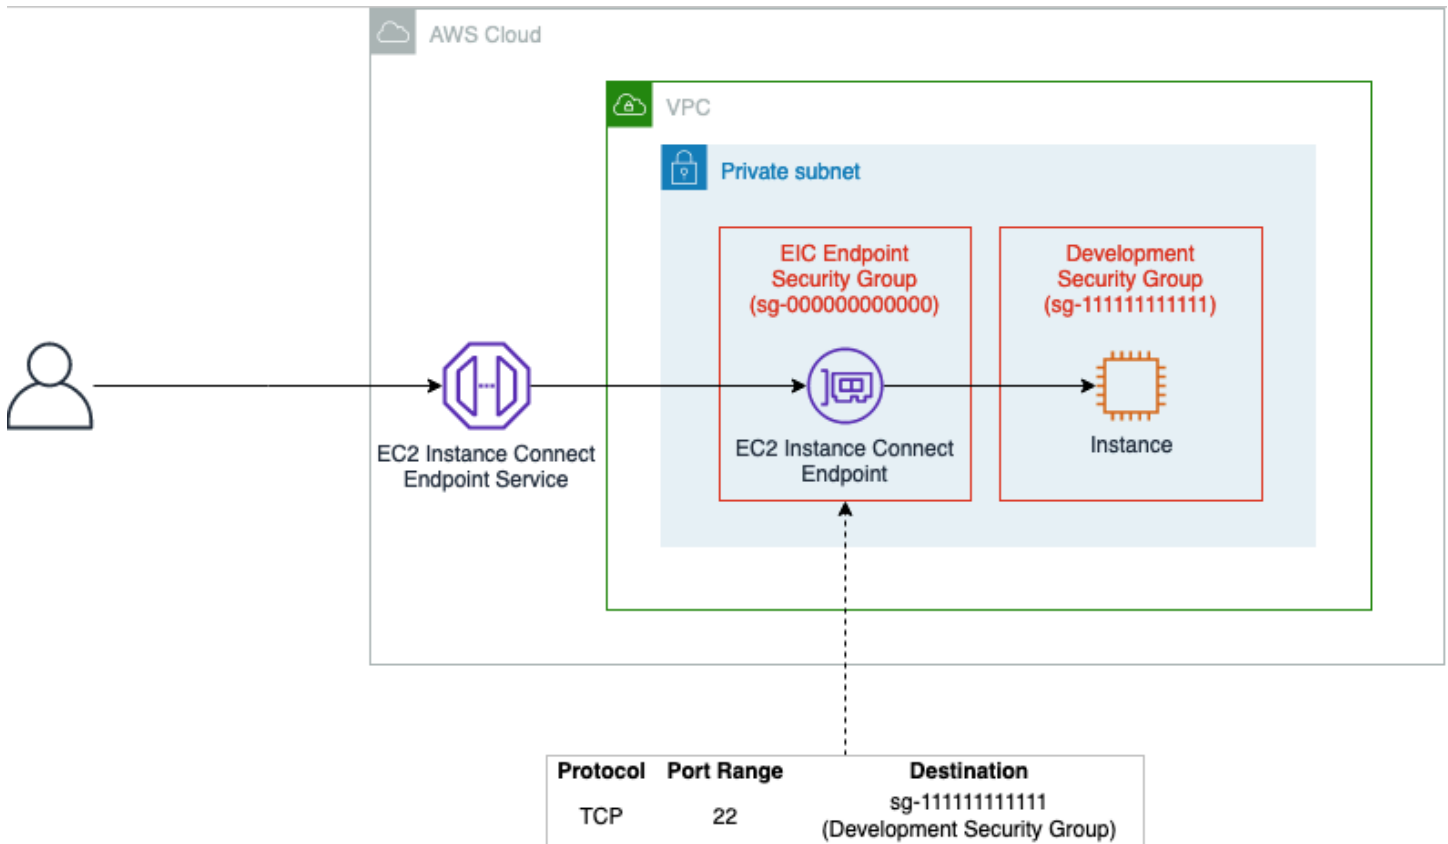 AWS Cloud
VPC
Private subnet
EIC Endpoint
Security Group
(sg-000000000000)
Development
Security Group
(sg-111111111111)
EC2 Instance Connect
Endpoint Service
EC2 Instance Connect
Endpoint
Instance
Protocol Port Range Destination
TCP 22 sg-111111111111
(Development Security Group)